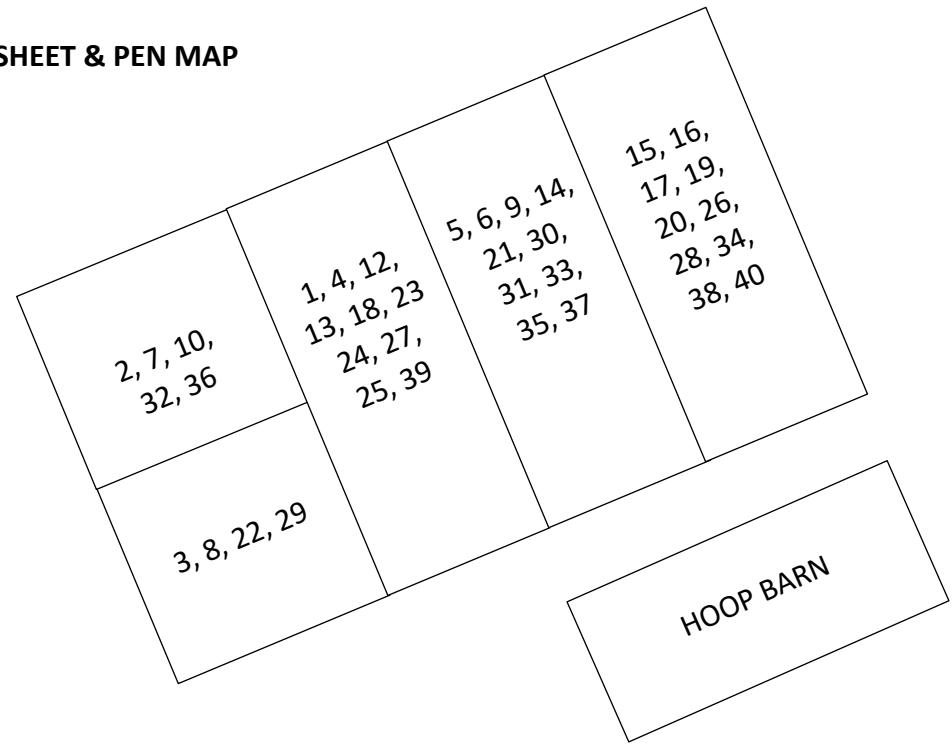 SHEET & PEN MAP
2, 7, 10,
32, 36
3, 8, 22, 29
1, 4, 12,
13, 18, 23
24, 27,
25, 39
5, 6, 9, 14,
21, 30,
31, 33,
35, 37
15, 16,
17, 19,
20, 26,
28, 34,
38, 40
HOOP BARN